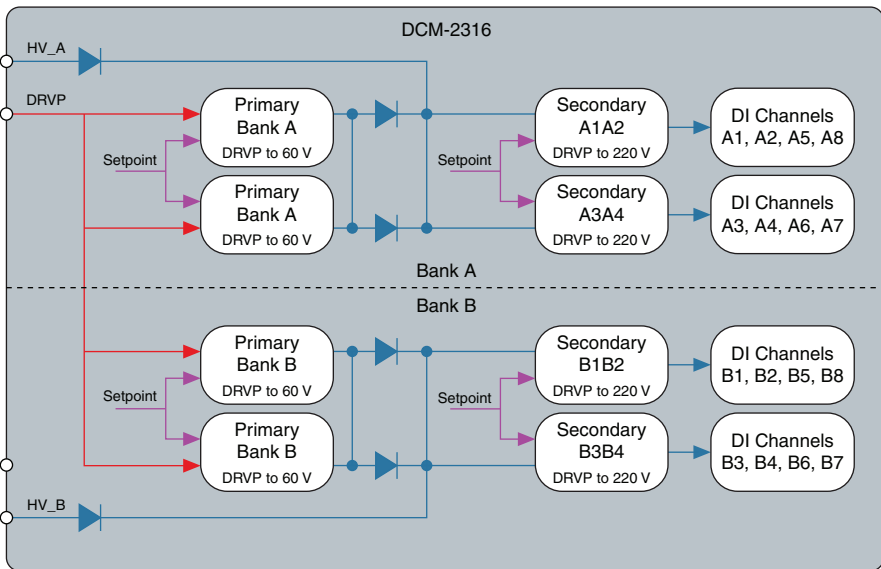 DCM-2316
HV_A
DRVP
Primary
Bank A
DRVP to 60 V
Setpoint
Primary
Bank A
DRVP to 60 V
Secondary
A1A2
DRVP to 220 V
Setpoint
Secondary
A3A4
DRVP to 220 V
DI Channels
A1, A2, A5, A8
DI Channels
A3, A4, A6, A7
Bank A
Bank B
Primary
Bank B
DRVP to 60 V
Setpoint
Primary
Bank B
DRVP to 60 V
Secondary
B1B2
DRVP to 220 V
Setpoint
Secondary
B3B4
DRVP to 220 V
DI Channels
B1, B2, B5, B8
DI Channels
B3, B4, B6, B7
HV_B